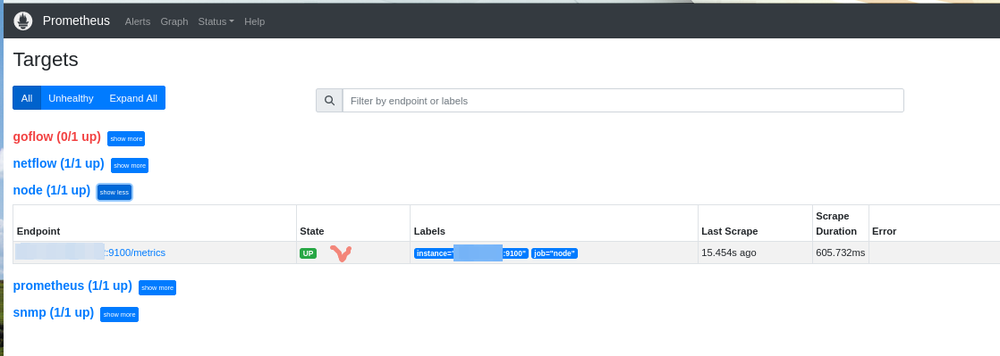 Prometheus Alerts Graph Status Help
Targets
All Unhealthy Expand All Filter by endpoint or labels
goflow (0/1 up) show more
netflow (1/1 up) show more
node (1/1 up) show less
Endpoint State Labels Last Scrape Scrape Duration Error
:9100/metrics UP instance=" :9100" job="node" 15.454s ago 605.732ms
prometheus (1/1 up) show more
snmp (1/1 up) show more